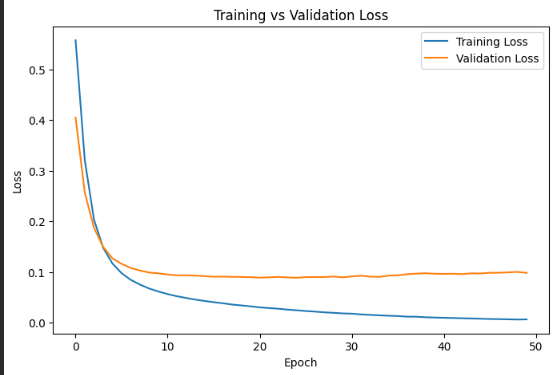 Training vs Validation Loss
Training Loss
Validation Loss
0.5
0.4
0.3
0.2
0.1
0.0
Loss
0 10 20 30 40 50
Epoch